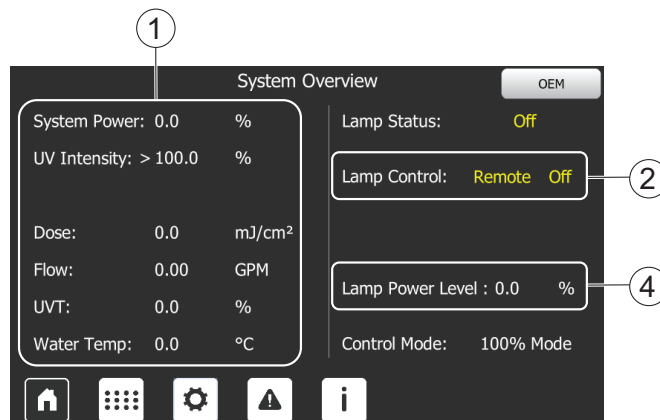 1
System Overview
OEM
System Power: 0.0 %
UV Intensity: > 100.0 %
Dose: 0.0 mJ/cm²
Flow: 0.00 GPM
UVT: 0.0 %
Water Temp: 0.0 °C
Lamp Status: Off
Lamp Control: Remote Off
2
Lamp Power Level : 0.0 %
4
Control Mode: 100% Mode
i